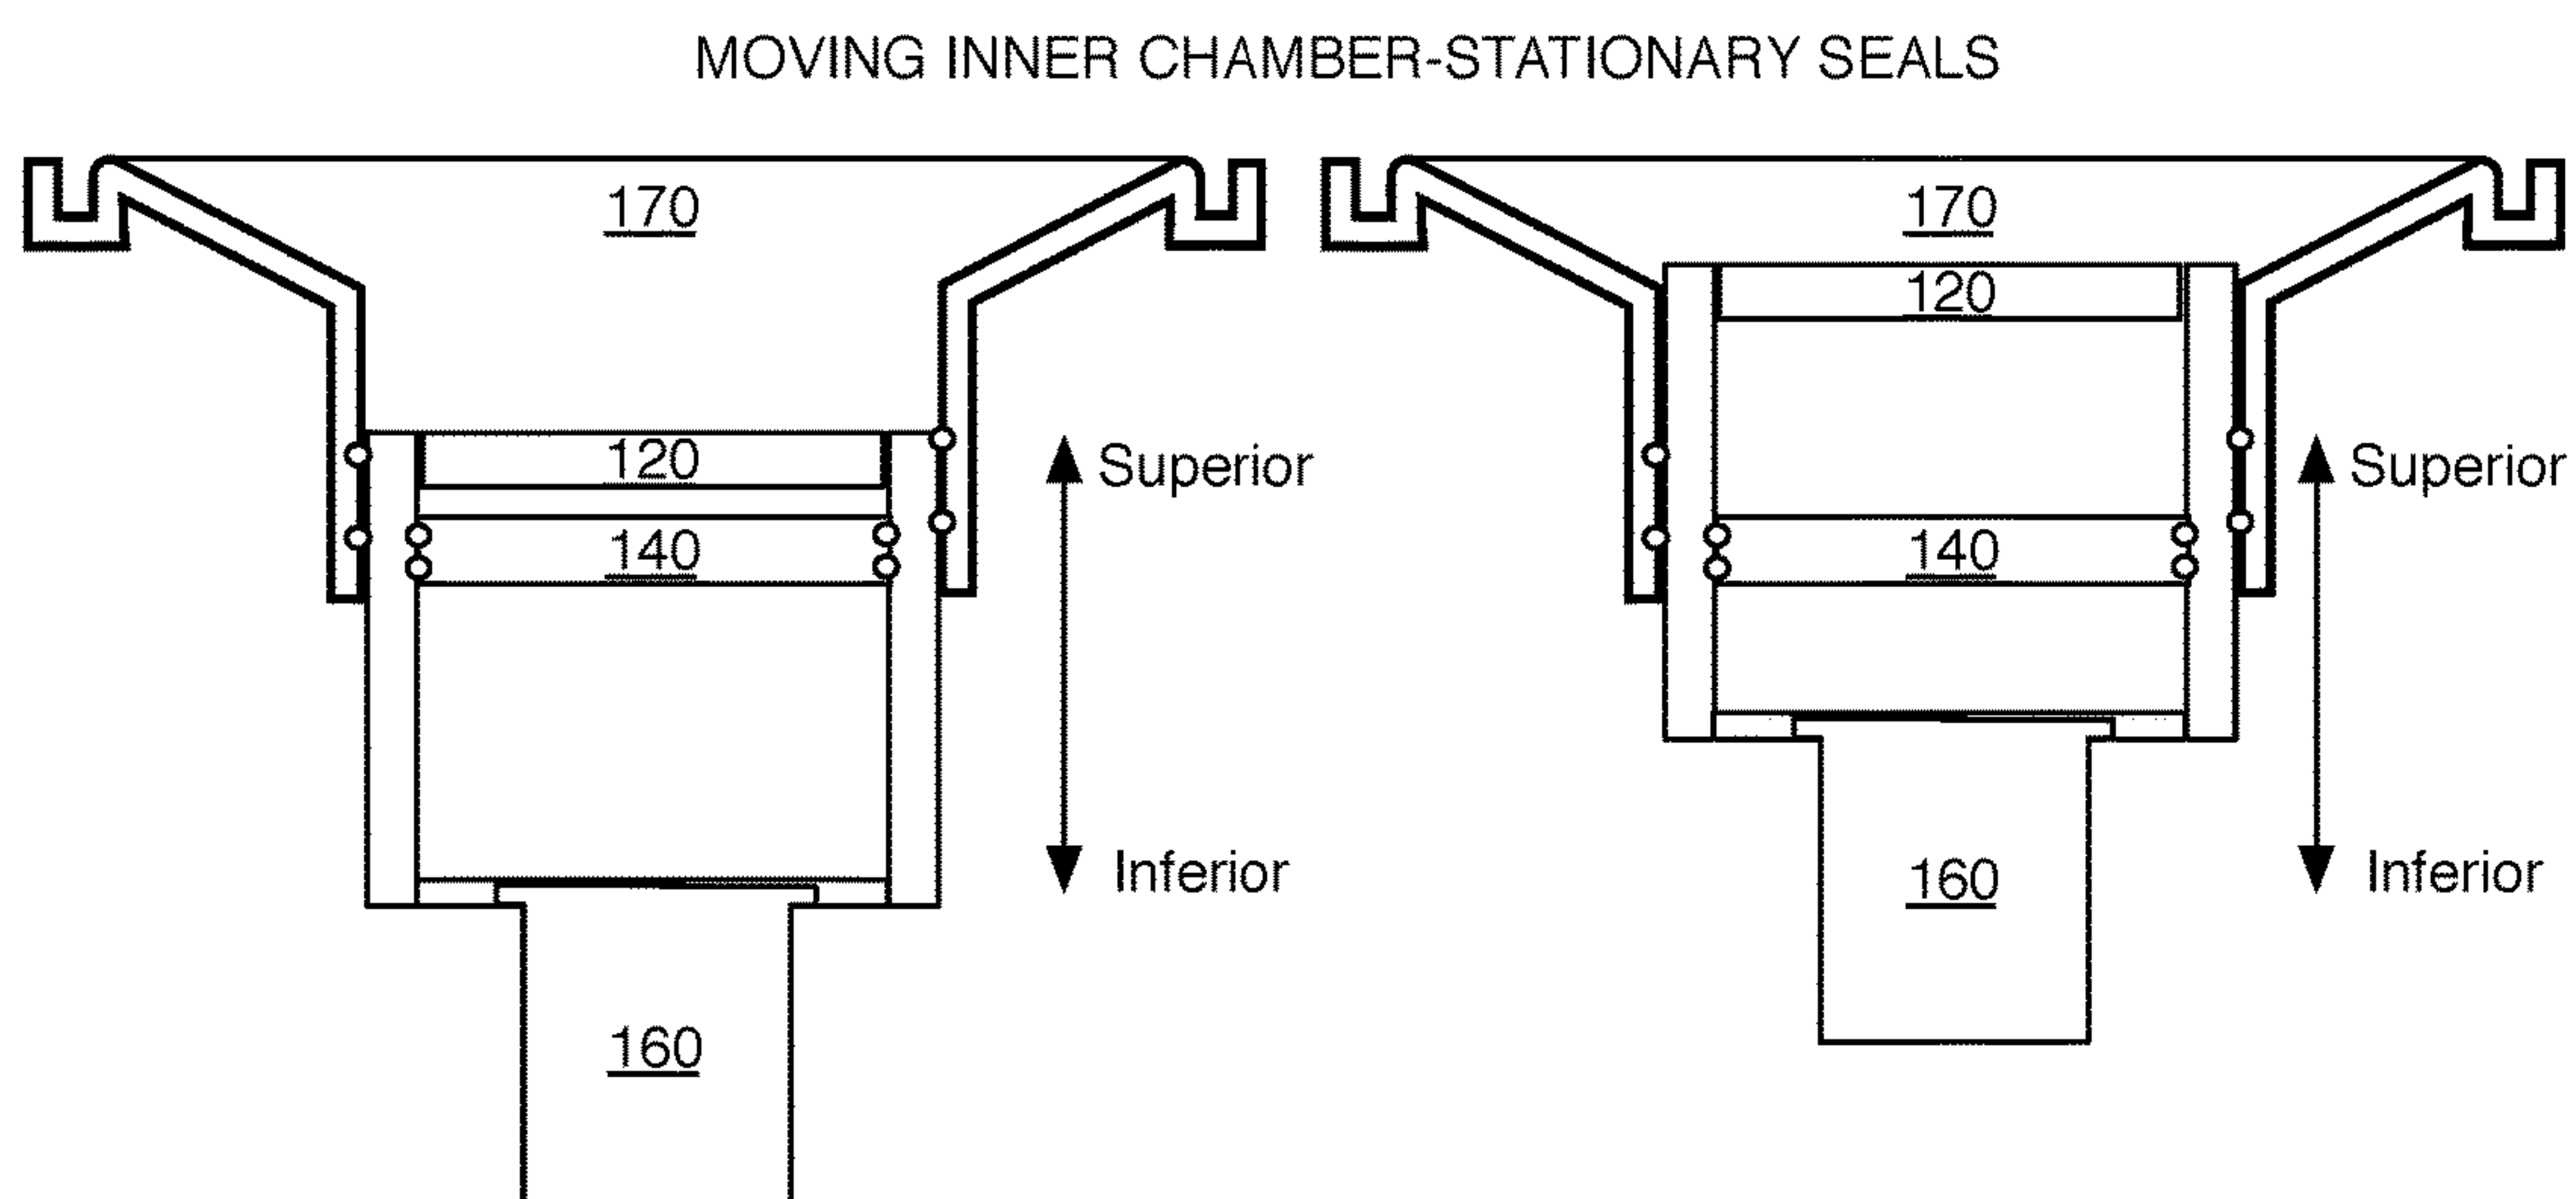 MOVING INNER CHAMBER-STATIONARY SEALS
170
120
140
160
Superior
Inferior
170
120
140
160
Superior
Inferior